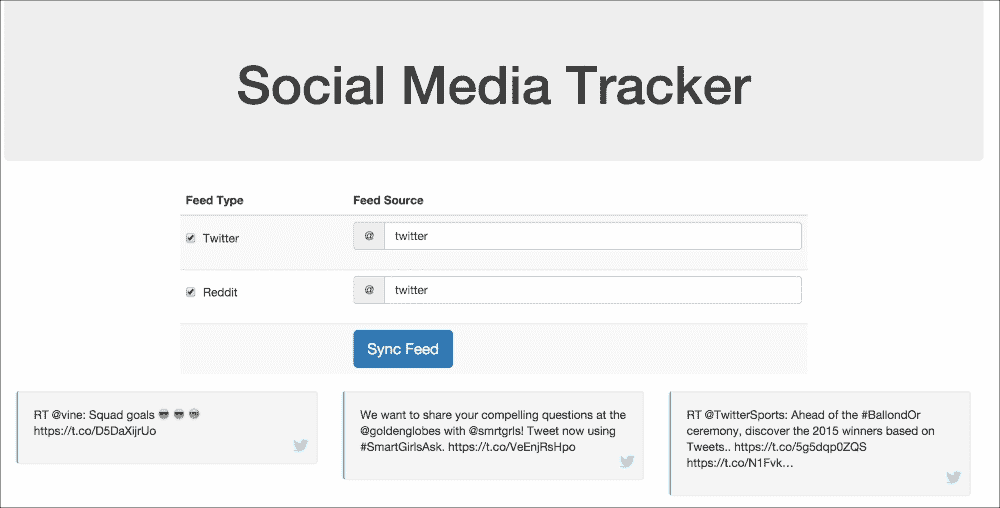 Social Media Tracker
Feed Type Feed Source
Twitter @ twitter
Reddit @ twitter
Sync Feed
RT @vine: Squad goals 😎 😎 😎
https://t.co/D5DaXijrUo
We want to share your compelling questions at the
@goldenglobes with @smrtgrls! Tweet now using
#SmartGirlsAsk. https://t.co/VeEnjRsHpo
RT @TwitterSports: Ahead of the #BallondOr
ceremony, discover the 2015 winners based on
Tweets.. https://t.co/5g5dqp0ZQS
https://t.co/N1Fvk…